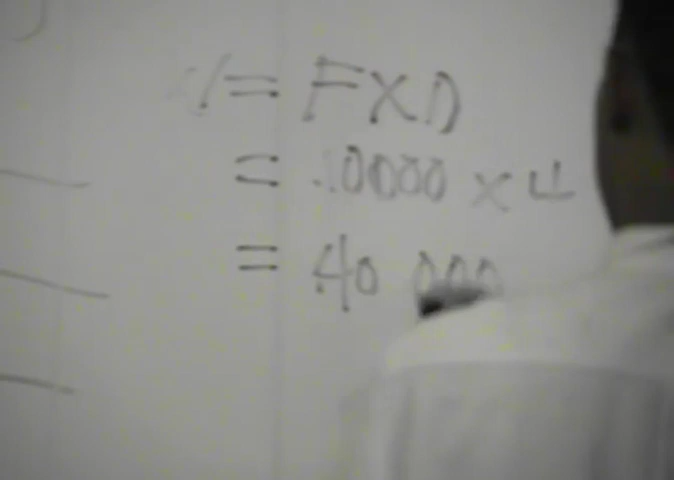 W = F X D
= 10000 x 4
= 40 000